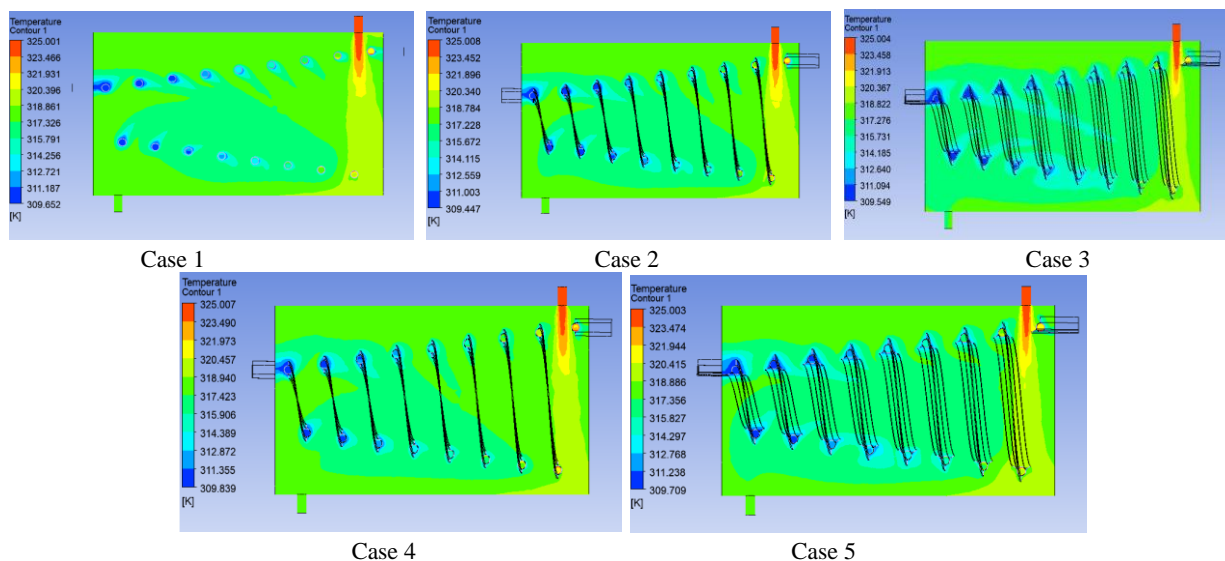 Temperature
Contour 1
325.001
323.466
321.931
320.396
318.861
317.326
315.791
314.256
312.721
311.187
309.652
[K]
Case 1
Temperature
Contour 1
325.008
323.452
321.896
320.340
318.784
317.228
315.672
314.115
312.559
311.003
309.447
[K]
Case 2
Temperature
Contour 1
325.004
323.458
321.913
320.367
318.822
317.276
315.731
314.185
312.640
311.094
309.549
[K]
Case 3
Temperature
Contour 1
325.007
323.490
321.973
320.457
318.940
317.423
315.906
314.389
312.872
311.355
309.839
[K]
Case 4
Temperature
Contour 1
325.003
323.474
321.944
320.415
318.886
317.356
315.827
314.297
312.768
311.238
309.709
[K]
Case 5